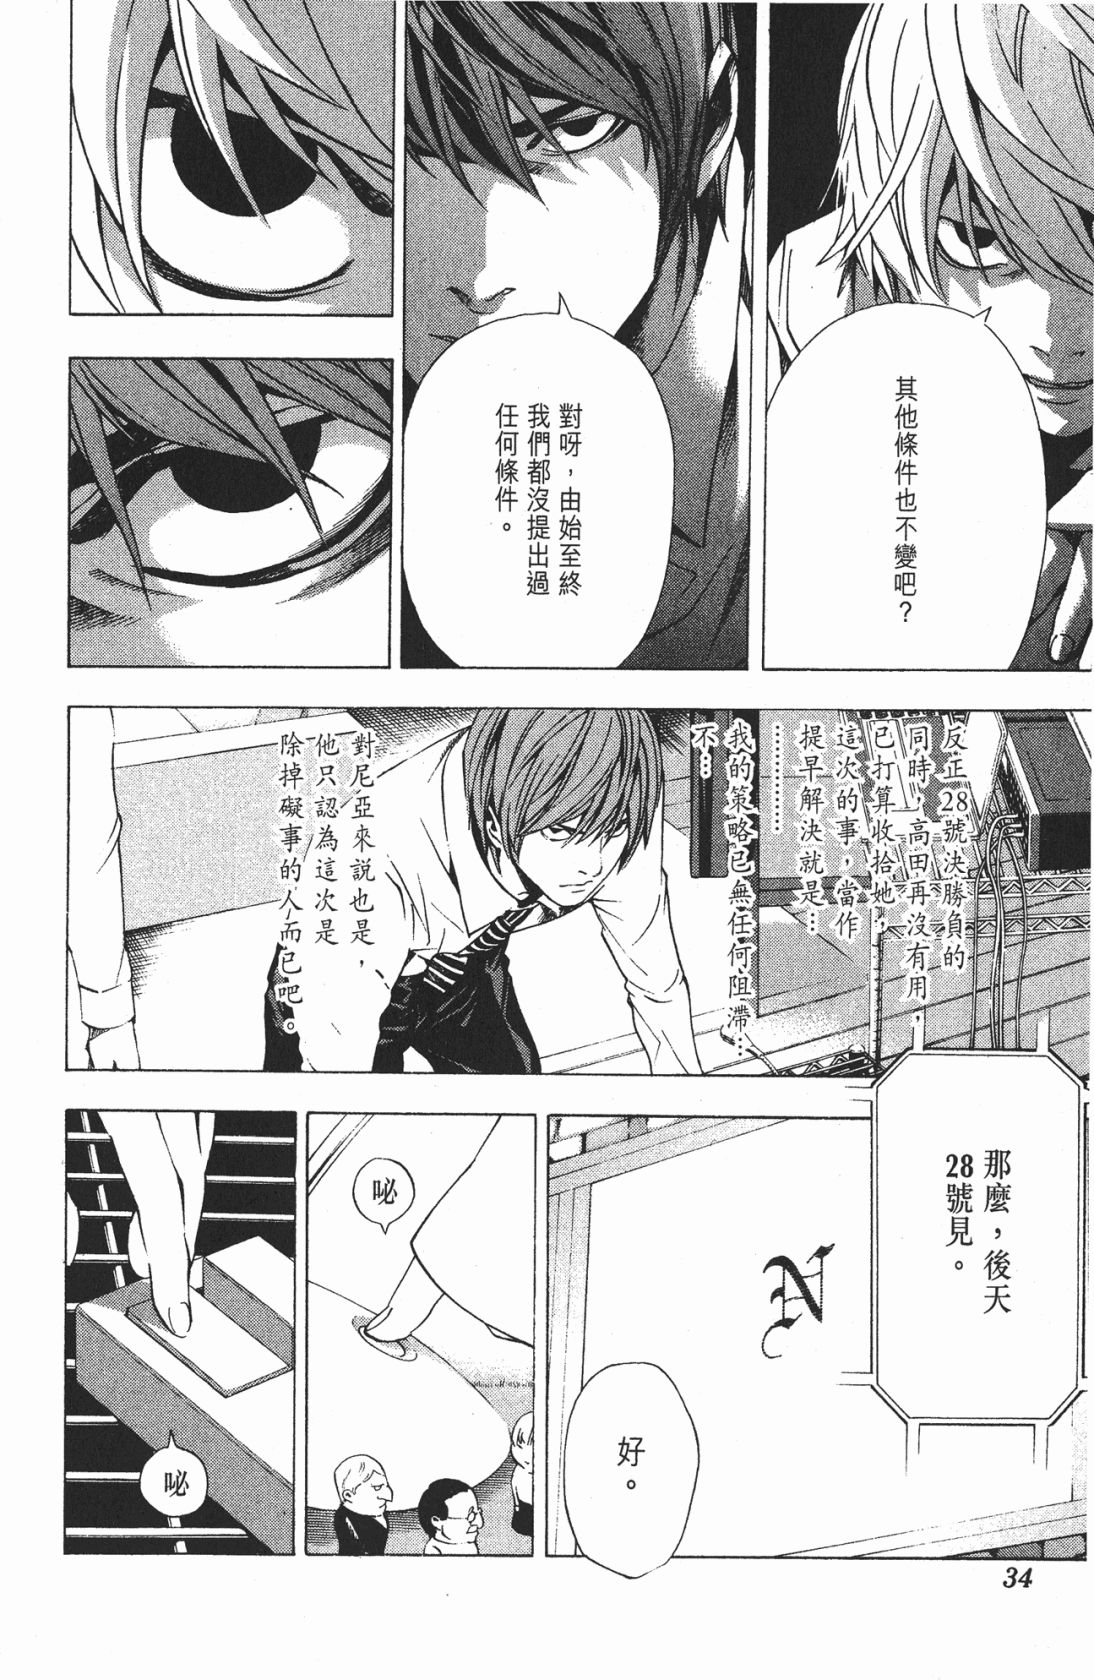 其他條件也不變吧？
對呀，由始至終
我們都沒提出過
任何條件。
反正28號決勝負的
同時，高田再沒有用，
已打算收拾她，
這次的事，當作
提早解決就是…
…………
我的策略已無任何阻滯…
不…
對尼亞來說也是，
他只認為這次是
除掉礙事的人而已吧。
那麼，後天
28號見。
N
好。
咇
咇
34